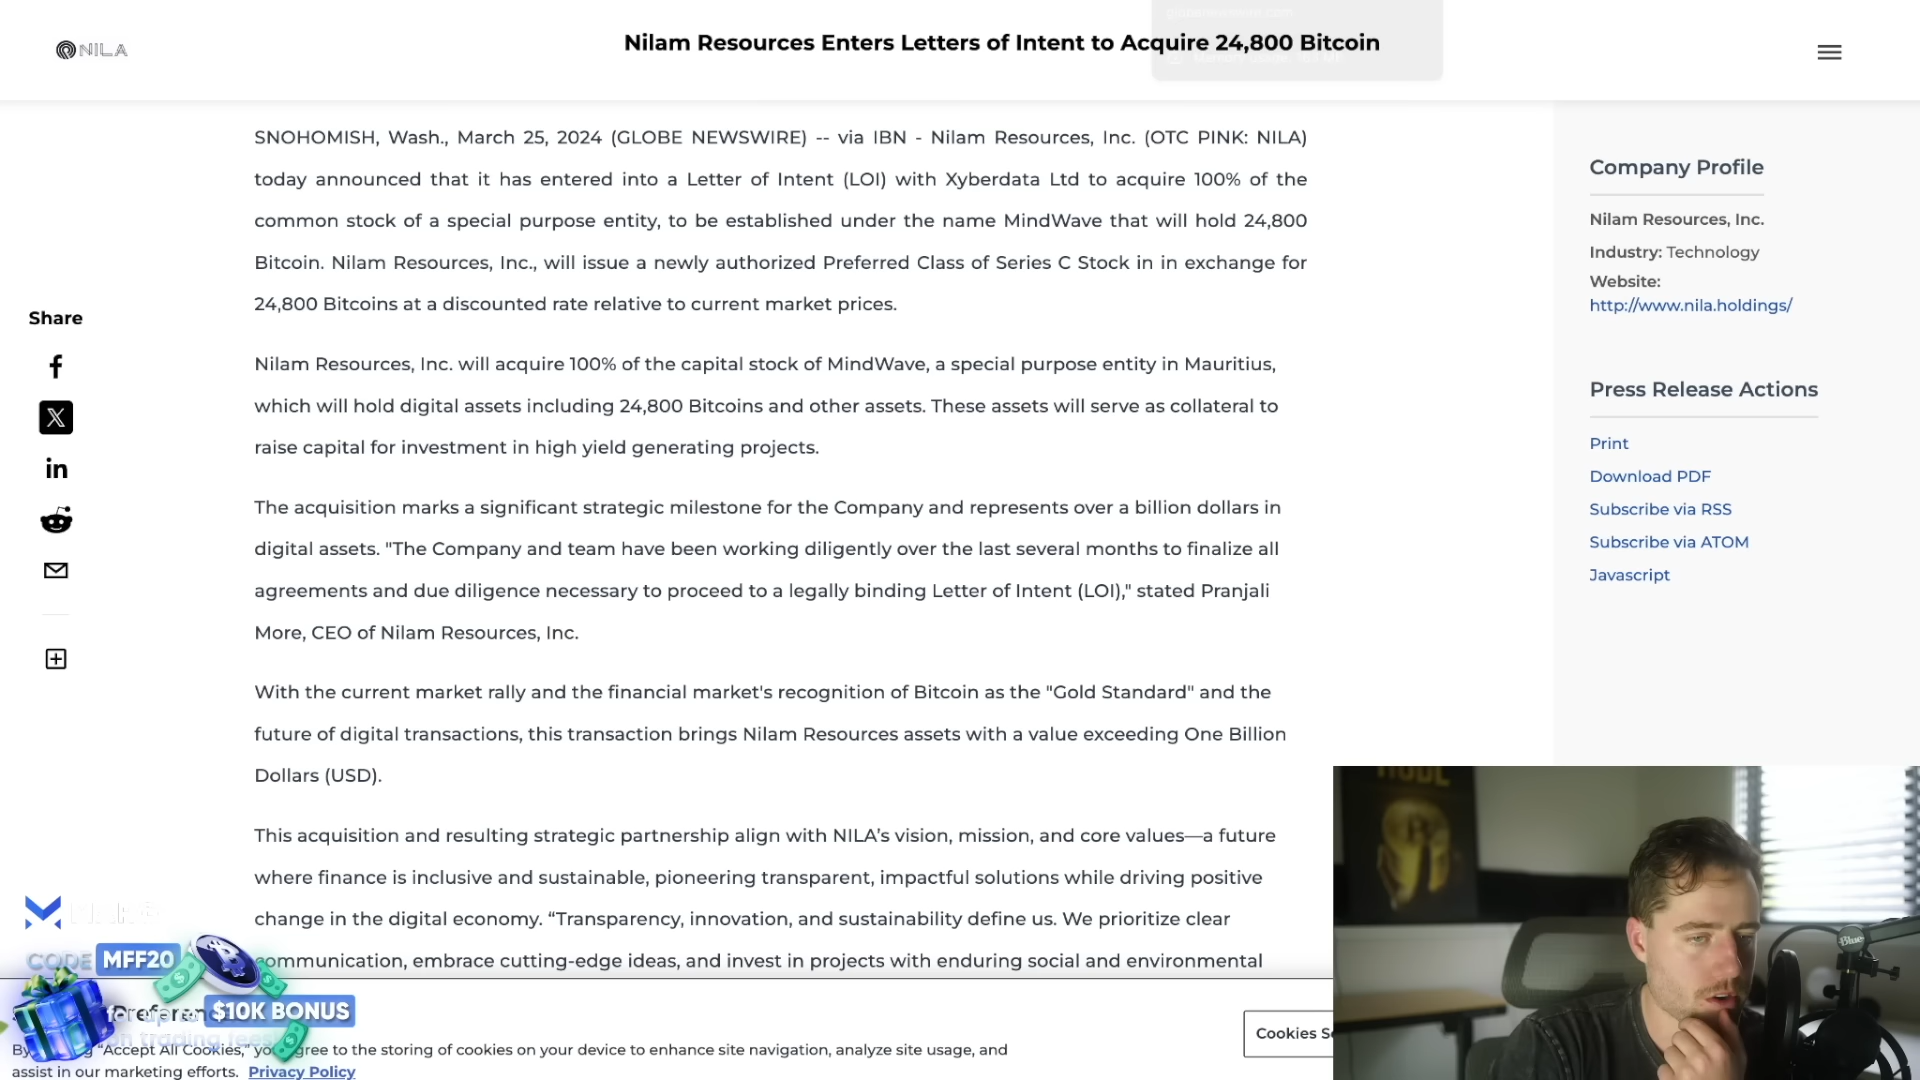 NILA
Nilam Resources Enters Letters of Intent to Acquire 24,800 Bitcoin
SNOHOMISH, Wash., March 25, 2024 (GLOBE NEWSWIRE) -- via IBN - Nilam Resources, Inc. (OTC PINK: NILA)
today announced that it has entered into a Letter of Intent (LOI) with Xyberdata Ltd to acquire 100% of the
common stock of a special purpose entity, to be established under the name MindWave that will hold 24,800
Bitcoin. Nilam Resources, Inc., will issue a newly authorized Preferred Class of Series C Stock in in exchange for
24,800 Bitcoins at a discounted rate relative to current market prices.
Nilam Resources, Inc. will acquire 100% of the capital stock of MindWave, a special purpose entity in Mauritius,
which will hold digital assets including 24,800 Bitcoins and other assets. These assets will serve as collateral to
raise capital for investment in high yield generating projects.
The acquisition marks a significant strategic milestone for the Company and represents over a billion dollars in
digital assets. "The Company and team have been working diligently over the last several months to finalize all
agreements and due diligence necessary to proceed to a legally binding Letter of Intent (LOI)," stated Pranjali
More, CEO of Nilam Resources, Inc.
With the current market rally and the financial market's recognition of Bitcoin as the "Gold Standard" and the
future of digital transactions, this transaction brings Nilam Resources assets with a value exceeding One Billion
Dollars (USD).
This acquisition and resulting strategic partnership align with NILA’s vision, mission, and core values—a future
where finance is inclusive and sustainable, pioneering transparent, impactful solutions while driving positive
change in the digital economy. “Transparency, innovation, and sustainability define us. We prioritize clear
communication, embrace cutting-edge ideas, and invest in projects with enduring social and environmental
Share
Company Profile
Nilam Resources, Inc.
Industry: Technology
Website:
http://www.nila.holdings/
Press Release Actions
Print
Download PDF
Subscribe via RSS
Subscribe via ATOM
Javascript
CODE MFF20
for up to $10K BONUS
on trading fees
"Accept All Cookies," you agree to the storing of cookies on your device to enhance site navigation, analyze site usage, and
assist in our marketing efforts. Privacy Policy
Cookies
HODL
Blue